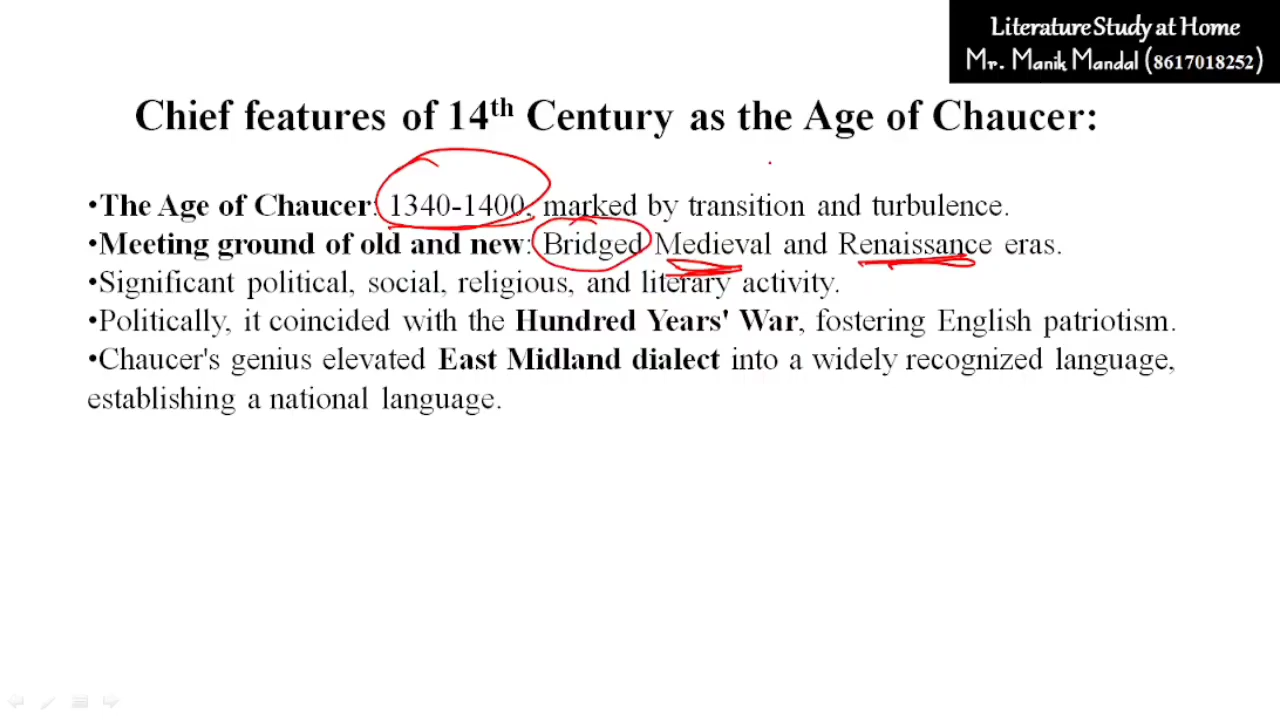 Literature Study at Home
Mr. Manik Mandal (8617018252)
Chief features of 14th Century as the Age of Chaucer:
•The Age of Chaucer: 1340-1400, marked by transition and turbulence.
•Meeting ground of old and new: Bridged Medieval and Renaissance eras.
•Significant political, social, religious, and literary activity.
•Politically, it coincided with the Hundred Years' War, fostering English patriotism.
•Chaucer's genius elevated East Midland dialect into a widely recognized language,
establishing a national language.